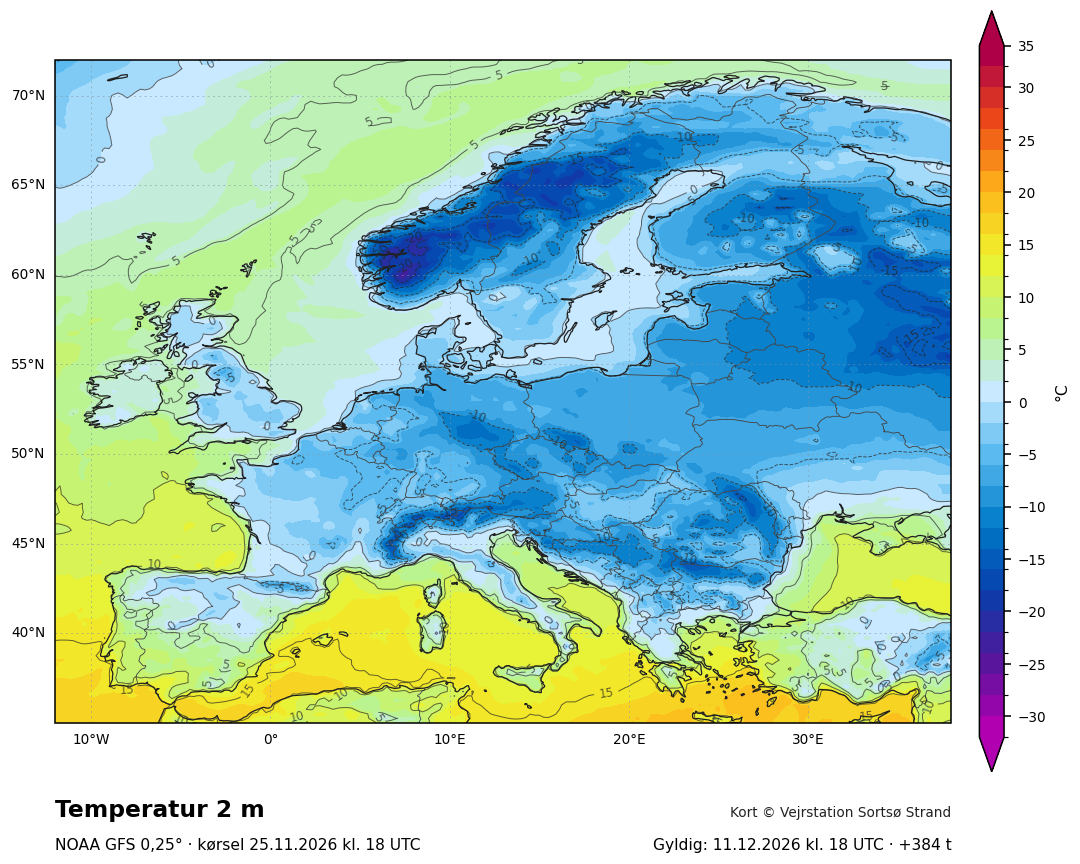 70°N
65°N
60°N
55°N
50°N
45°N
40°N
10°W
0°
10°E
20°E
30°E
35
30
25
20
15
10
5
0
−5
−10
−15
−20
−25
−30
°C
Temperatur 2 m
Kort © Vejrstation Sortsø Strand
NOAA GFS 0,25° · kørsel 25.11.2026 kl. 18 UTC
Gyldig: 11.12.2026 kl. 18 UTC · +384 t